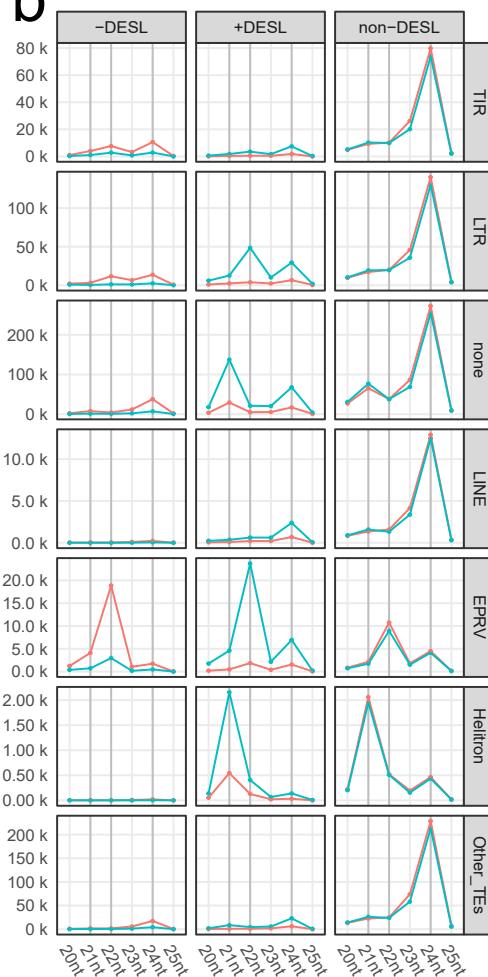 b
−DESL +DESL non−DESL
80 k
60 k
40 k
20 k
0 k
TIR
100 k
50 k
0 k
LTR
200 k
100 k
0 k
none
10.0 k
5.0 k
0.0 k
LINE
20.0 k
15.0 k
10.0 k
5.0 k
0.0 k
EPRV
2.00 k
1.50 k
1.00 k
0.50 k
0.00 k
Helitron
200 k
150 k
100 k
50 k
0 k
Other_TEs
20nt 21nt 22nt 23nt 24nt 25nt 20nt 21nt 22nt 23nt 24nt 25nt 20nt 21nt 22nt 23nt 24nt 25nt